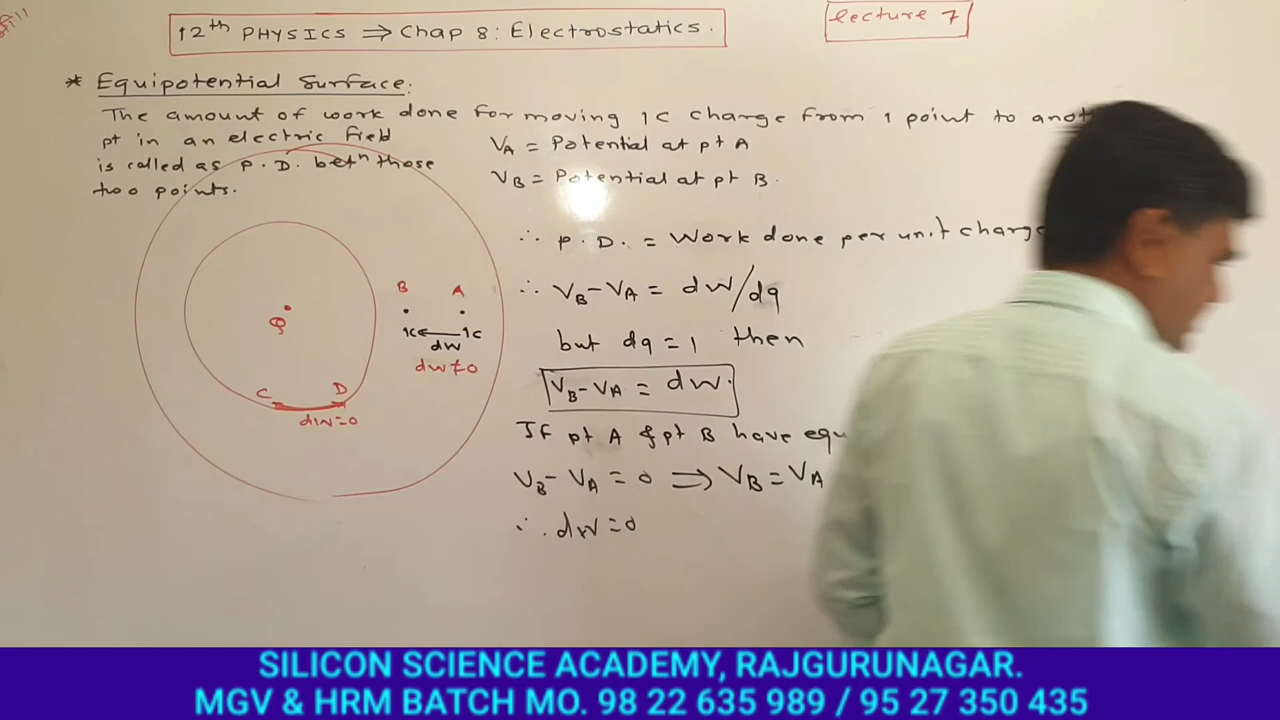 12th PHYSICS ⇒ Chap 8: Electrostatics.
lecture 7
* Equipotential Surface:
The amount of work done for moving 1C charge from 1 point to
pt in an electric field
is called as P.D. betn those
two points.
VA = Potential at pt A
VB = Potential at pt B.
∴ P.D. = Work done per unit charge
∴ VB - VA = dW/dq
but dq = 1 then
VB - VA = dW.
If pt A & pt B have
VB - VA = 0 ⇒ VB = VA
∴ dW = 0
B A
1C ← 1C
dW
dW ≠ 0
Q
C D
dW = 0
SILICON SCIENCE ACADEMY, RAJGURUNAGAR.
MGV & HRM BATCH MO. 98 22 635 989 / 95 27 350 435